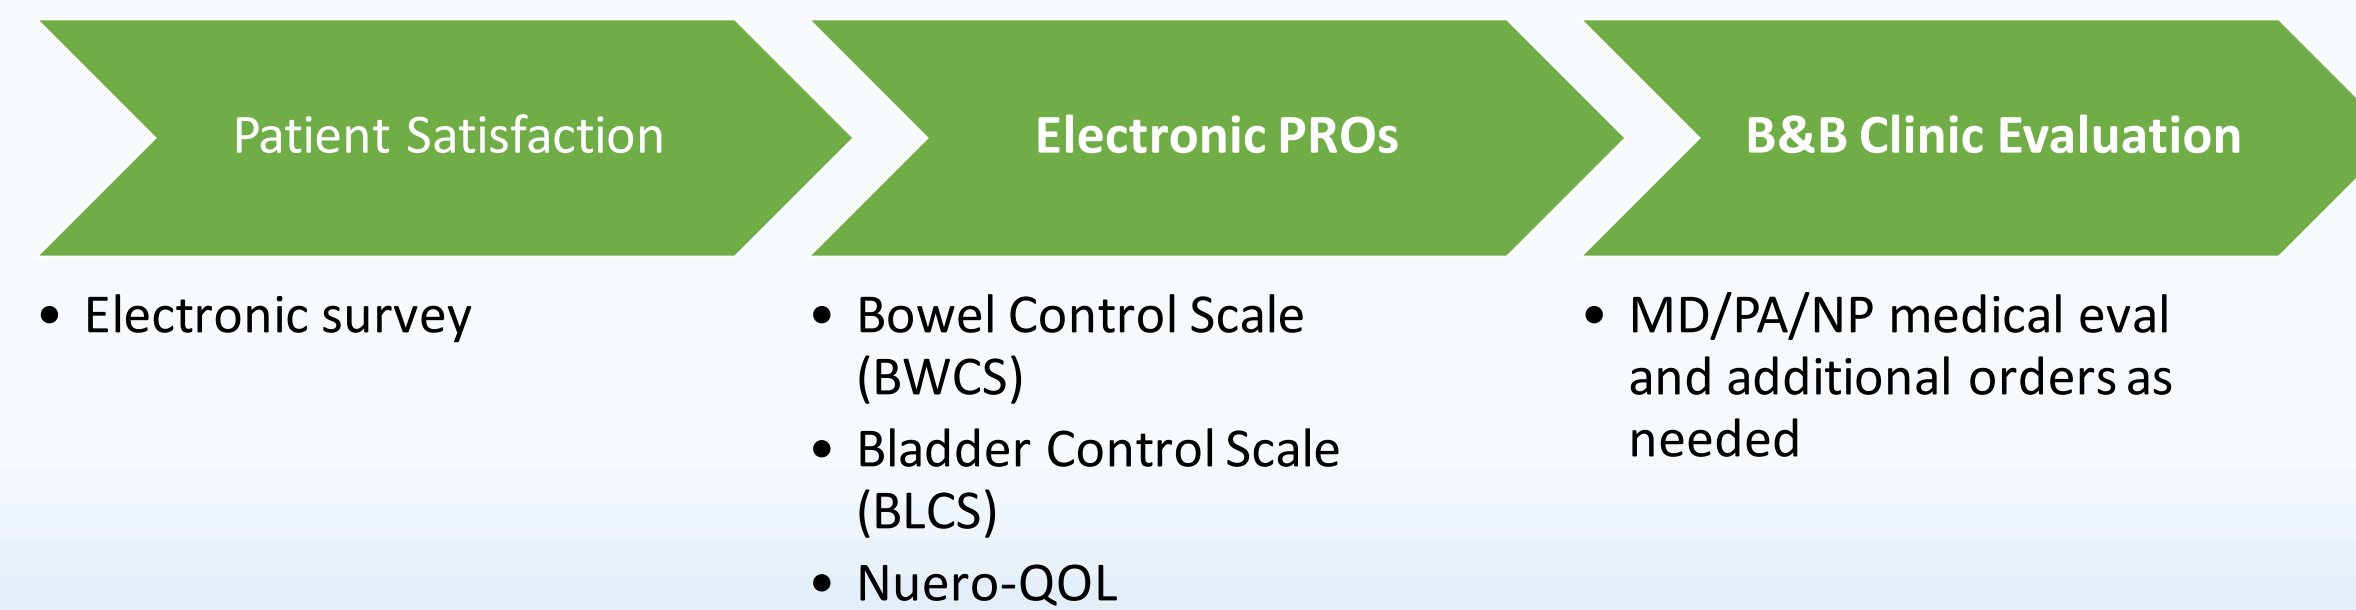 Patient Satisfaction
• Electronic survey
Electronic PROs
• Bowel Control Scale
(BWCS)
• Bladder Control Scale
(BLCS)
• Nuero-QOL
B&B Clinic Evaluation
• MD/PA/NP medical eval
and additional orders as
needed